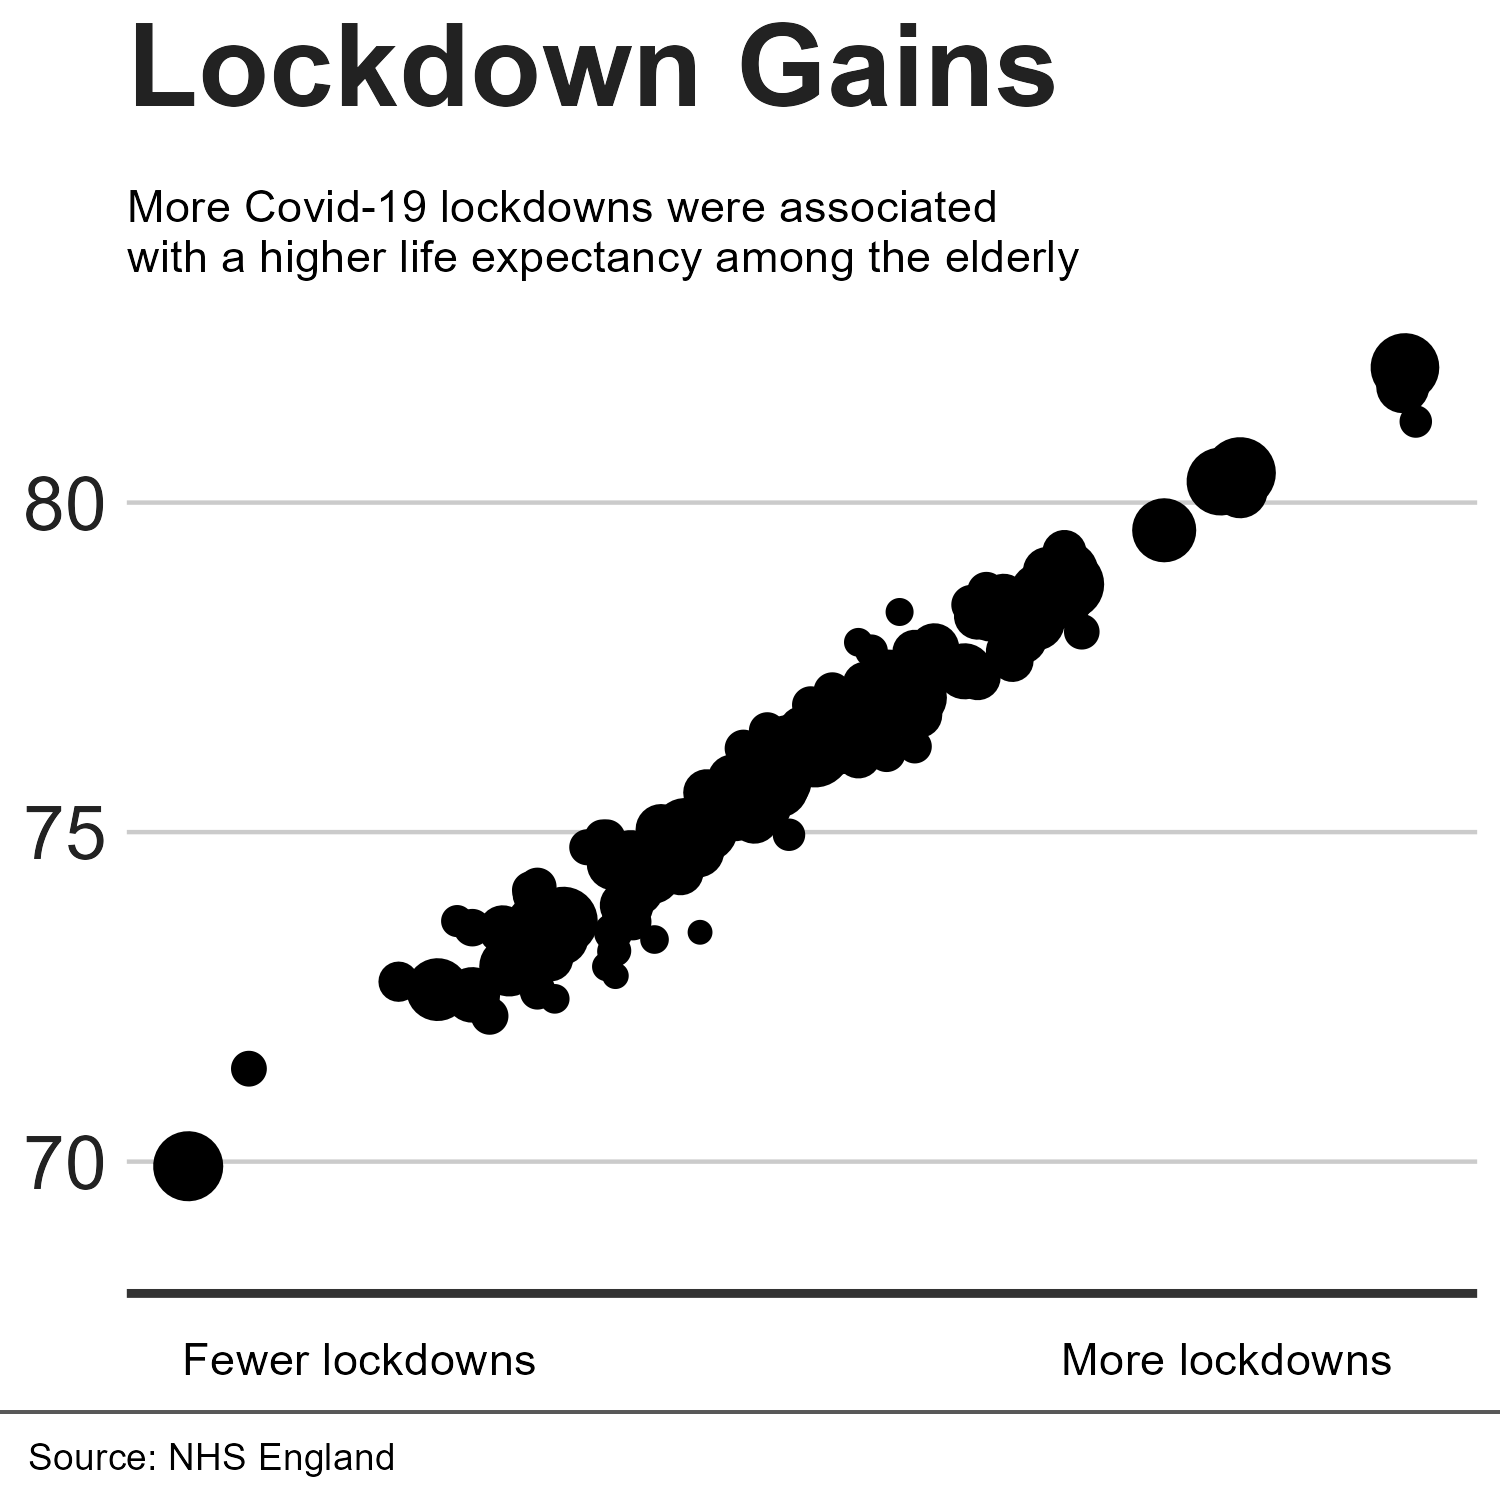 Lockdown Gains
More Covid-19 lockdowns were associated
with a higher life expectancy among the elderly
80
75
70
Fewer lockdowns More lockdowns
Source: NHS England